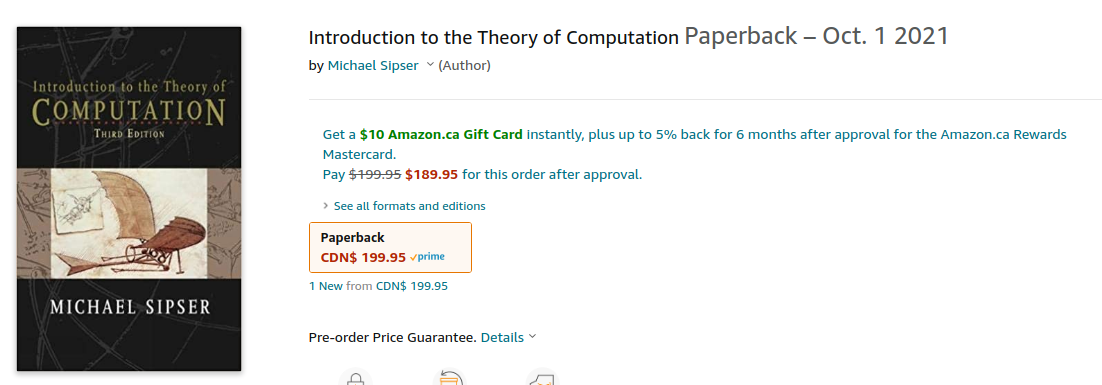 Introduction to the Theory of
COMPUTATION
THIRD EDITION
MICHAEL SIPSER
Introduction to the Theory of Computation Paperback – Oct. 1 2021
by Michael Sipser (Author)
Get a $10 Amazon.ca Gift Card instantly, plus up to 5% back for 6 months after approval for the Amazon.ca Rewards
Mastercard.
Pay $199.95 $189.95 for this order after approval.
› See all formats and editions
Paperback
CDN$ 199.95 prime
1 New from CDN$ 199.95
Pre-order Price Guarantee. Details